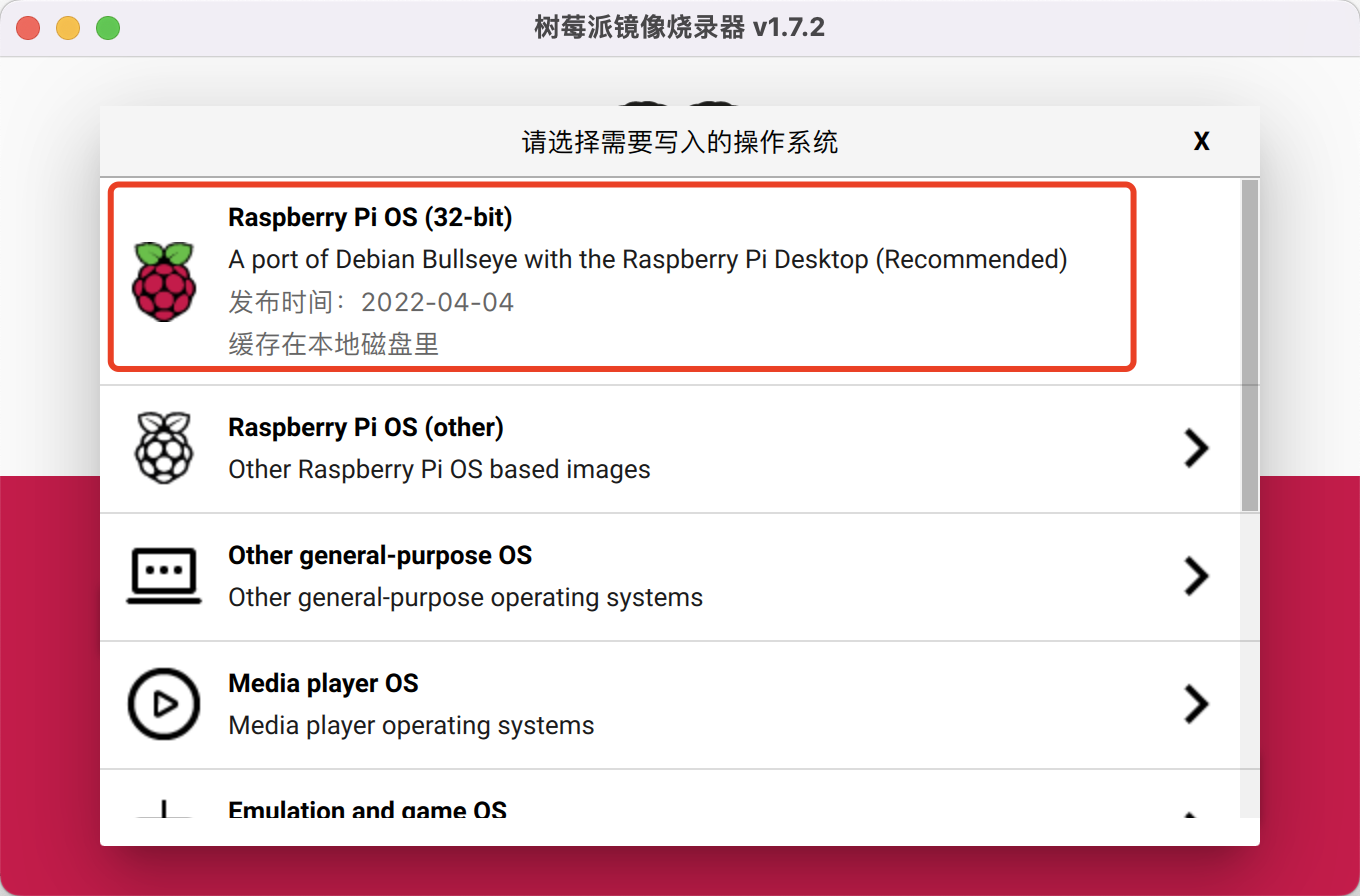 树莓派镜像烧录器 v1.7.2
请选择需要写入的操作系统
X
Raspberry Pi OS (32-bit)
A port of Debian Bullseye with the Raspberry Pi Desktop (Recommended)
发布时间：2022-04-04
缓存在本地磁盘里
Raspberry Pi OS (other)
Other Raspberry Pi OS based images
Other general-purpose OS
Other general-purpose operating systems
Media player OS
Media player operating systems
Emulation and game OS